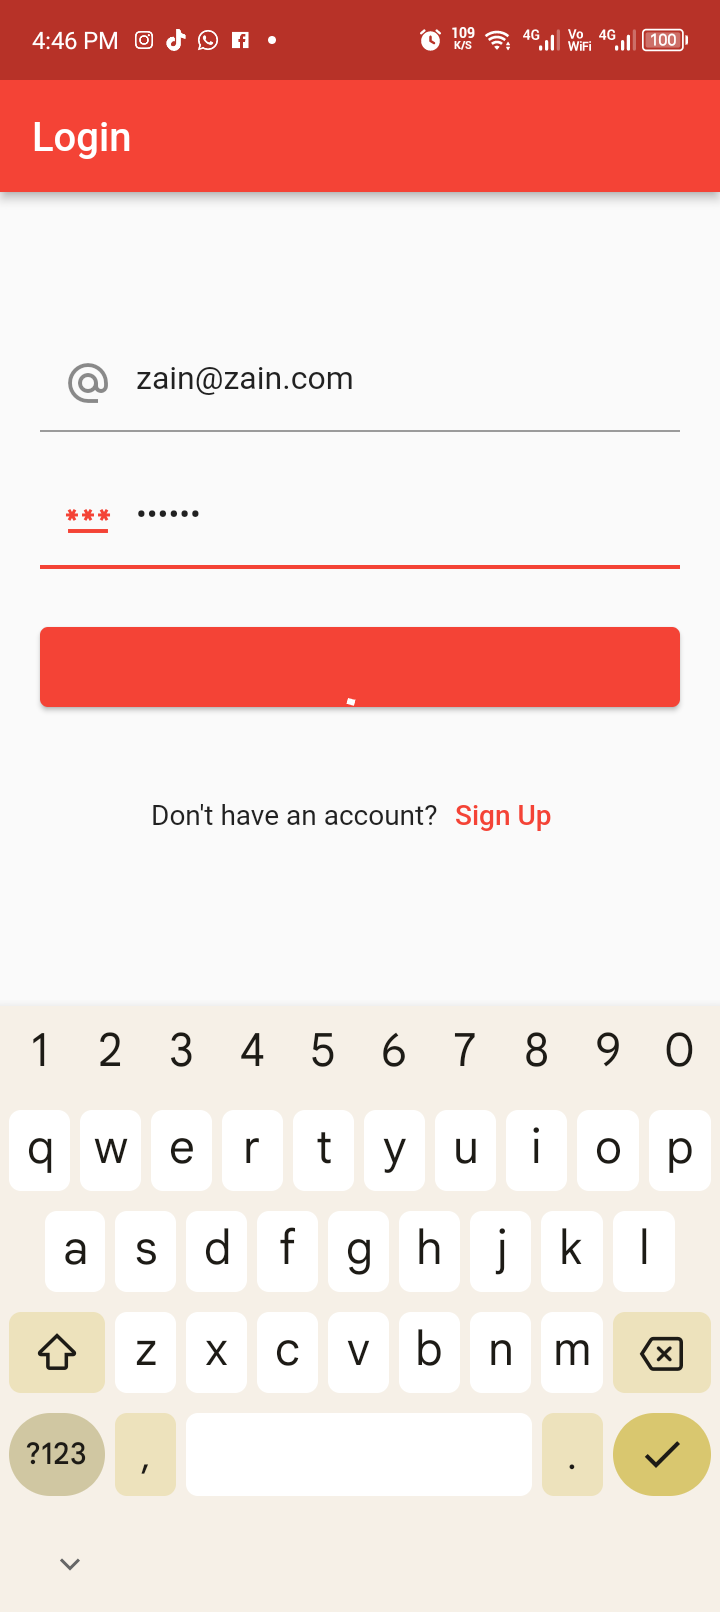 4:46 PM 109 K/S 4G Vo WiFi 4G 100
Login
zain@zain.com
••••••
Don't have an account? Sign Up
1 2 3 4 5 6 7 8 9 0
q w e r t y u i o p
a s d f g h j k l
z x c v b n m
?123 , .